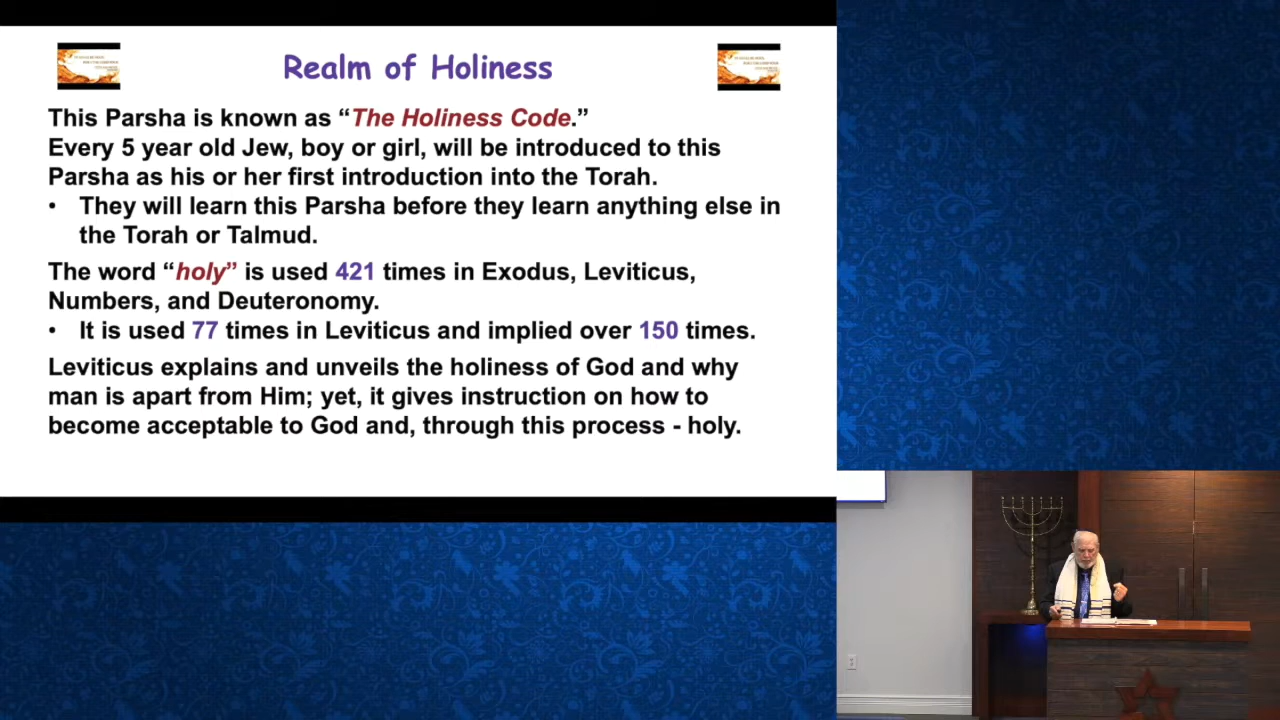 Realm of Holiness
This Parsha is known as “The Holiness Code.”
Every 5 year old Jew, boy or girl, will be introduced to this
Parsha as his or her first introduction into the Torah.
• They will learn this Parsha before they learn anything else in
the Torah or Talmud.
The word “holy” is used 421 times in Exodus, Leviticus,
Numbers, and Deuteronomy.
• It is used 77 times in Leviticus and implied over 150 times.
Leviticus explains and unveils the holiness of God and why
man is apart from Him; yet, it gives instruction on how to
become acceptable to God and, through this process - holy.